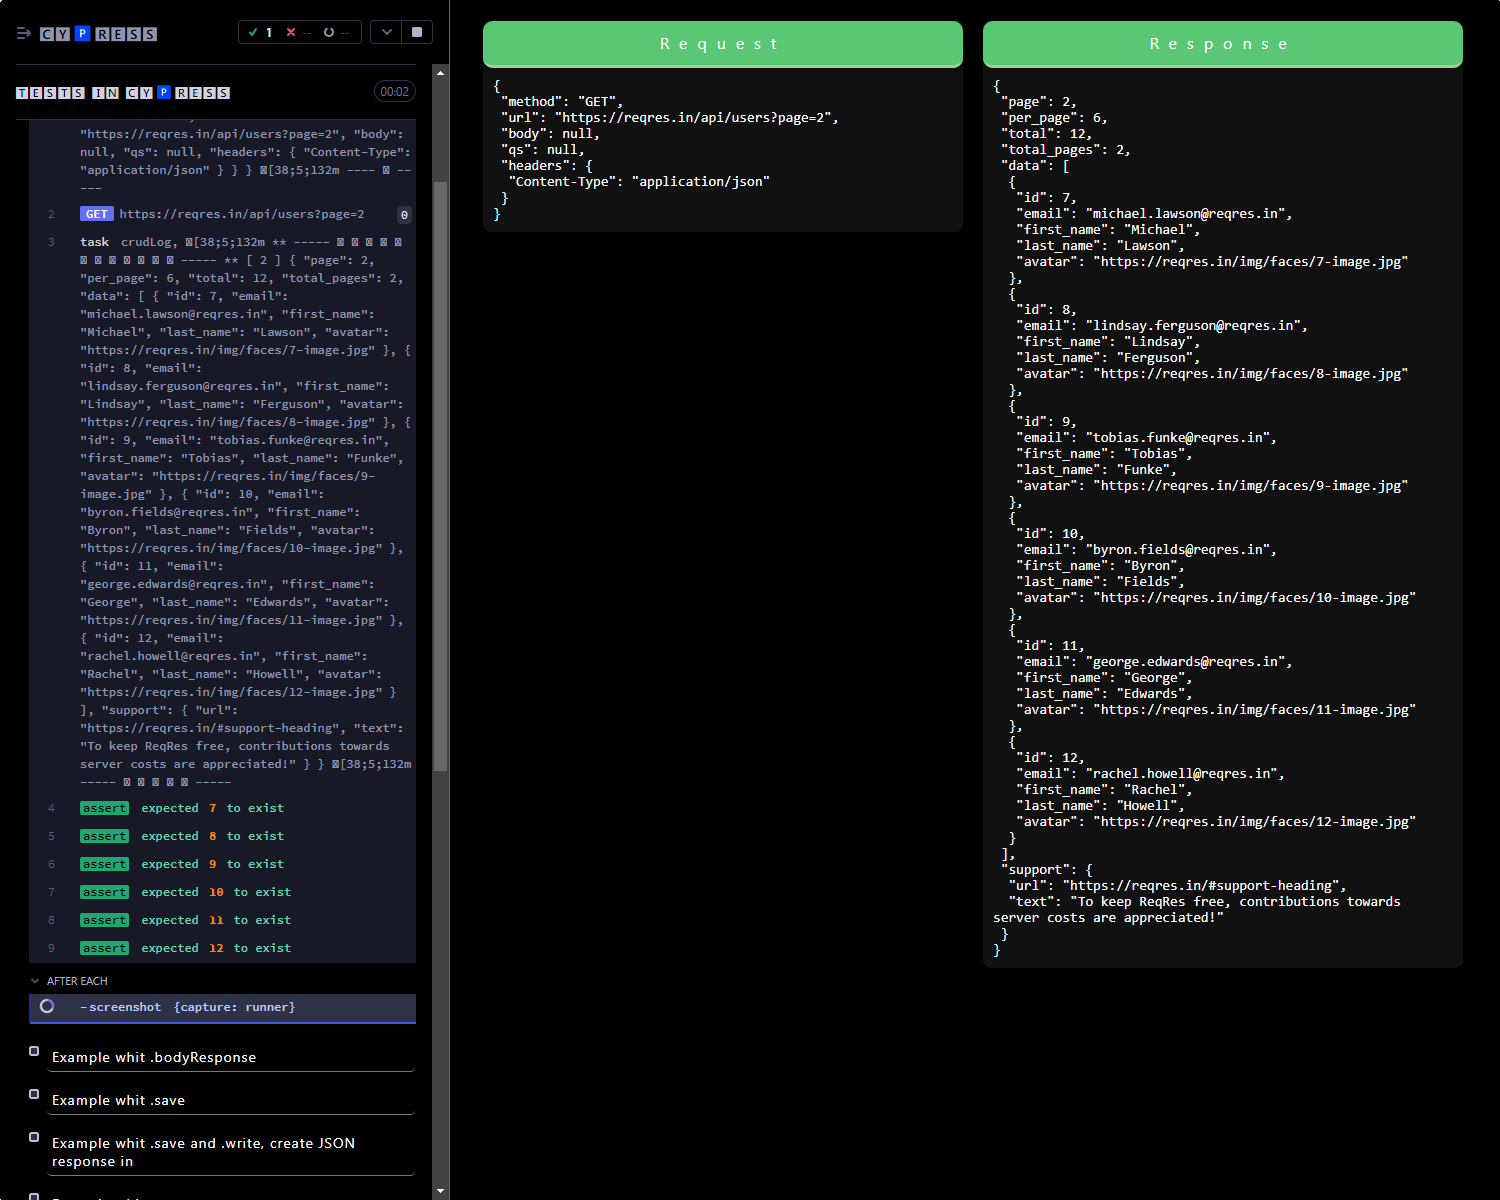 CYPRESS
1 -- --
TESTS IN CYPRESS
00:02
"https://reqres.in/api/users?page=2", "body":
null, "qs": null, "headers": { "Content-Type":
"application/json" } } } [38;5;132m ---- --
----
2 GET https://reqres.in/api/users?page=2 0
3 task crudLog, [38;5;132m ** -----
----- ** [ 2 ] { "page": 2,
"per_page": 6, "total": 12, "total_pages": 2,
"data": [ { "id": 7, "email":
"michael.lawson@reqres.in", "first_name":
"Michael", "last_name": "Lawson", "avatar":
"https://reqres.in/img/faces/7-image.jpg" }, {
"id": 8, "email":
"lindsay.ferguson@reqres.in", "first_name":
"Lindsay", "last_name": "Ferguson", "avatar":
"https://reqres.in/img/faces/8-image.jpg" }, {
"id": 9, "email": "tobias.funke@reqres.in",
"first_name": "Tobias", "last_name": "Funke",
"avatar": "https://reqres.in/img/faces/9-
image.jpg" }, { "id": 10, "email":
"byron.fields@reqres.in", "first_name":
"Byron", "last_name": "Fields", "avatar":
"https://reqres.in/img/faces/10-image.jpg" },
{ "id": 11, "email":
"george.edwards@reqres.in", "first_name":
"George", "last_name": "Edwards", "avatar":
"https://reqres.in/img/faces/11-image.jpg" },
{ "id": 12, "email":
"rachel.howell@reqres.in", "first_name":
"Rachel", "last_name": "Howell", "avatar":
"https://reqres.in/img/faces/12-image.jpg" }
], "support": { "url":
"https://reqres.in/#support-heading", "text":
"To keep ReqRes free, contributions towards
server costs are appreciated!" } } [38;5;132m
----- -----
4 assert expected 7 to exist
5 assert expected 8 to exist
6 assert expected 9 to exist
7 assert expected 10 to exist
8 assert expected 11 to exist
9 assert expected 12 to exist
AFTER EACH
-screenshot {capture: runner}
Example whit .bodyResponse
Example whit .save
Example whit .save and .write, create JSON
response in
Request
{
"method": "GET",
"url": "https://reqres.in/api/users?page=2",
"body": null,
"qs": null,
"headers": {
"Content-Type": "application/json"
}
}
Response
{
"page": 2,
"per_page": 6,
"total": 12,
"total_pages": 2,
"data": [
{
"id": 7,
"email": "michael.lawson@reqres.in",
"first_name": "Michael",
"last_name": "Lawson",
"avatar": "https://reqres.in/img/faces/7-image.jpg"
},
{
"id": 8,
"email": "lindsay.ferguson@reqres.in",
"first_name": "Lindsay",
"last_name": "Ferguson",
"avatar": "https://reqres.in/img/faces/8-image.jpg"
},
{
"id": 9,
"email": "tobias.funke@reqres.in",
"first_name": "Tobias",
"last_name": "Funke",
"avatar": "https://reqres.in/img/faces/9-image.jpg"
},
{
"id": 10,
"email": "byron.fields@reqres.in",
"first_name": "Byron",
"last_name": "Fields",
"avatar": "https://reqres.in/img/faces/10-image.jpg"
},
{
"id": 11,
"email": "george.edwards@reqres.in",
"first_name": "George",
"last_name": "Edwards",
"avatar": "https://reqres.in/img/faces/11-image.jpg"
},
{
"id": 12,
"email": "rachel.howell@reqres.in",
"first_name": "Rachel",
"last_name": "Howell",
"avatar": "https://reqres.in/img/faces/12-image.jpg"
}
],
"support": {
"url": "https://reqres.in/#support-heading",
"text": "To keep ReqRes free, contributions towards
server costs are appreciated!"
}
}